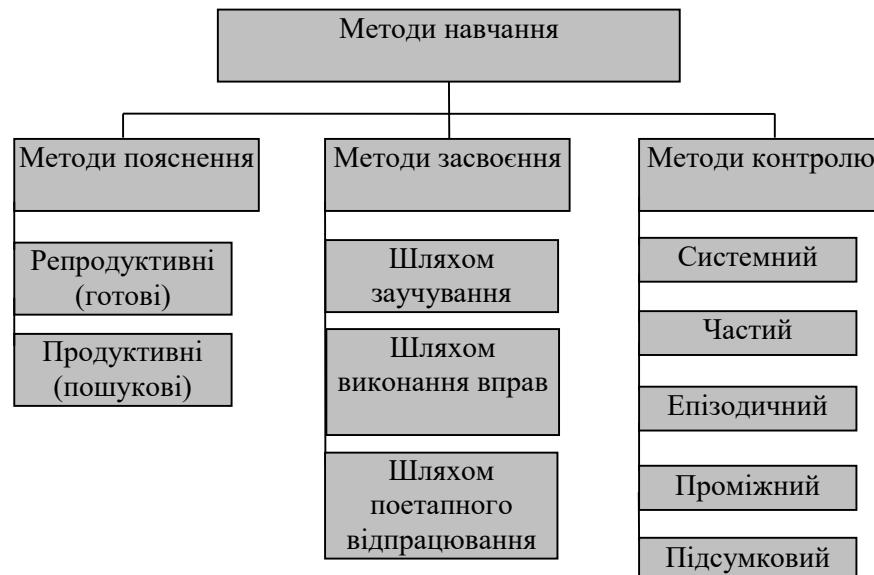 Методи навчання
Методи пояснення
Репродуктивні
(готові)
Продуктивні
(пошукові)
Методи засвоєння
Шляхом
заучування
Шляхом
виконання вправ
Шляхом
поетапного
відпрацювання
Методи контролю
Системний
Частий
Епізодичний
Проміжний
Підсумковий